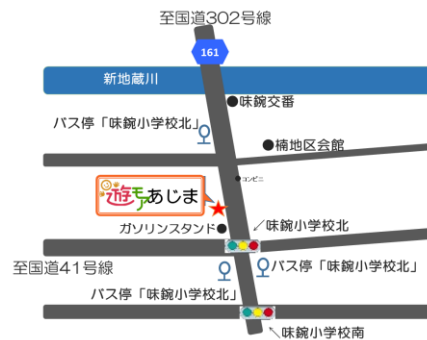 至国道302号線
161
新地蔵川
味鋺交番
バス停「味鋺小学校北」
楠地区会館
コンビニ
遊モアあじま
ガソリンスタンド
味鋺小学校北
至国道41号線
バス停「味鋺小学校北」
バス停「味鋺小学校北」
味鋺小学校南